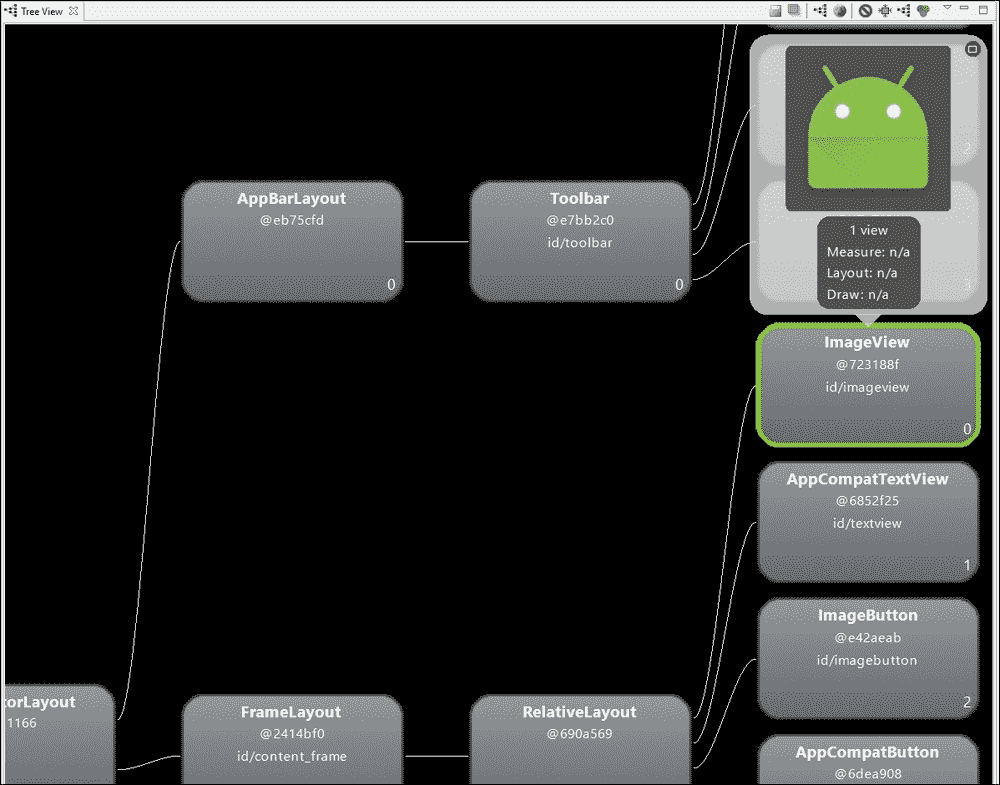 Tree View
2
3
1 view
Measure: n/a
Layout: n/a
Draw: n/a
AppBarLayout
@eb75cfd
0
Toolbar
@e7bb2c0
id/toolbar
0
ImageView
@723188f
id/imageview
0
AppCompatTextView
@6852f25
id/textview
1
ImageButton
@e42aeab
id/imagebutton
2
torLayout
1166
FrameLayout
@2414bf0
id/content_frame
RelativeLayout
@690a569
AppCompatButton
@6dea908